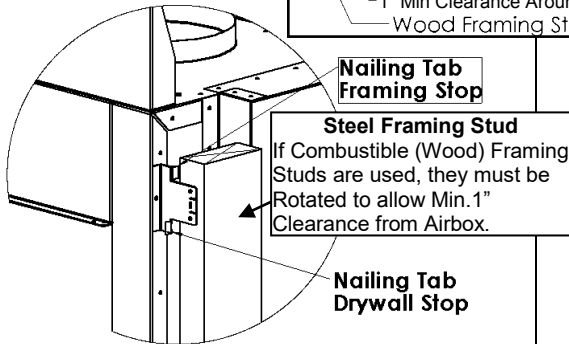 1" Min Clearance Aroun
Wood Framing St
Nailing Tab
Framing Stop
Steel Framing Stud
If Combustible (Wood) Framing
Studs are used, they must be
Rotated to allow Min.1”
Clearance from Airbox.
Nailing Tab
Drywall Stop